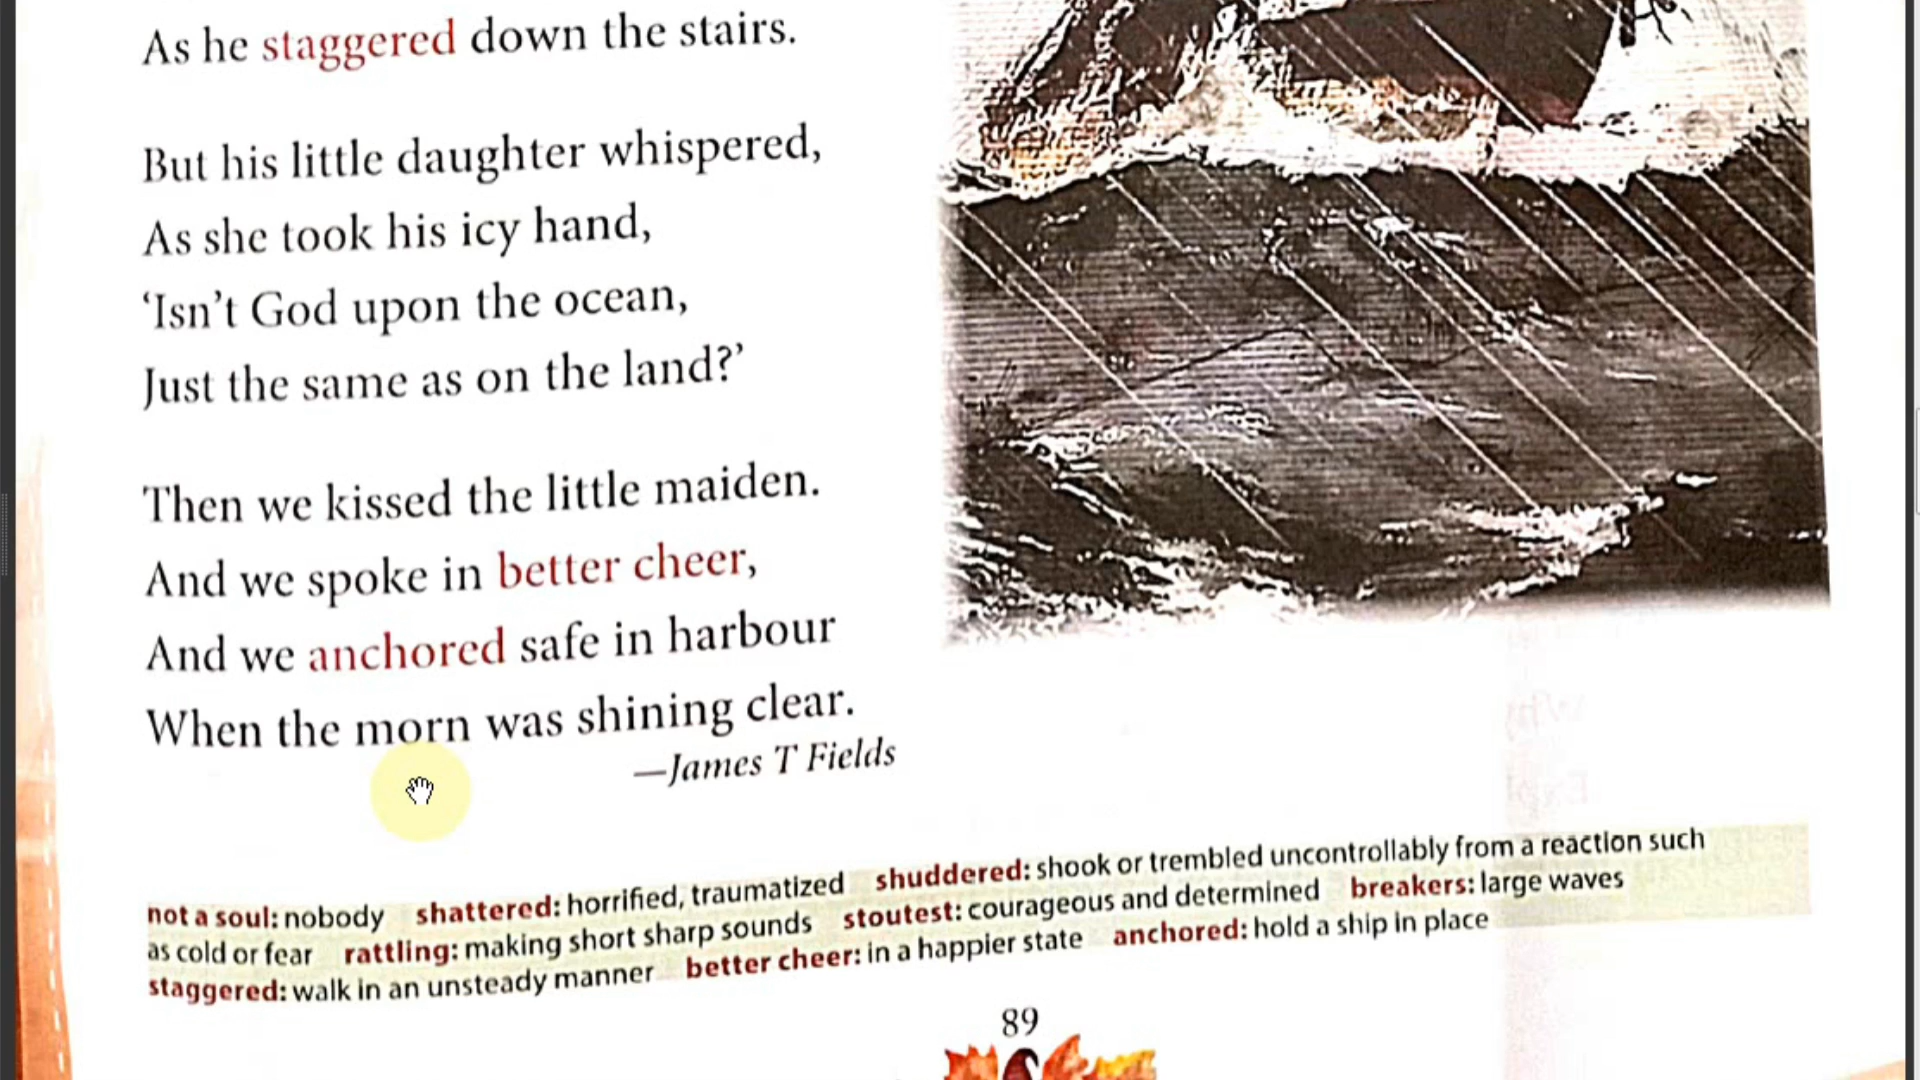 As he staggered down the stairs.
But his little daughter whispered,
As she took his icy hand,
‘Isn’t God upon the ocean,
Just the same as on the land?’
Then we kissed the little maiden.
And we spoke in better cheer,
And we anchored safe in harbour
When the morn was shining clear.
—James T Fields
not a soul: nobody shattered: horrified, traumatized shuddered: shook or trembled uncontrollably from a reaction such
as cold or fear rattling: making short sharp sounds stoutest: courageous and determined breakers: large waves
staggered: walk in an unsteady manner better cheer: in a happier state anchored: hold a ship in place
89